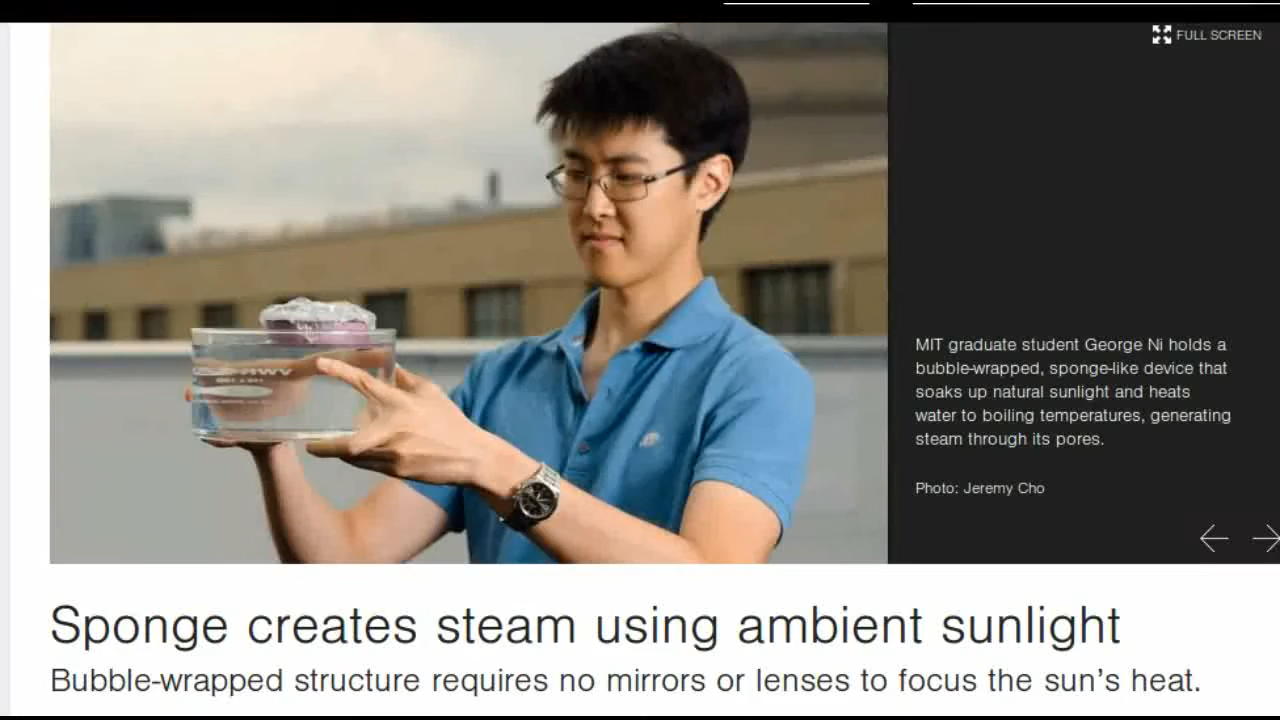 FULL SCREEN
MIT graduate student George Ni holds a
bubble-wrapped, sponge-like device that
soaks up natural sunlight and heats
water to boiling temperatures, generating
steam through its pores.
Photo: Jeremy Cho
Sponge creates steam using ambient sunlight
Bubble-wrapped structure requires no mirrors or lenses to focus the sun's heat.